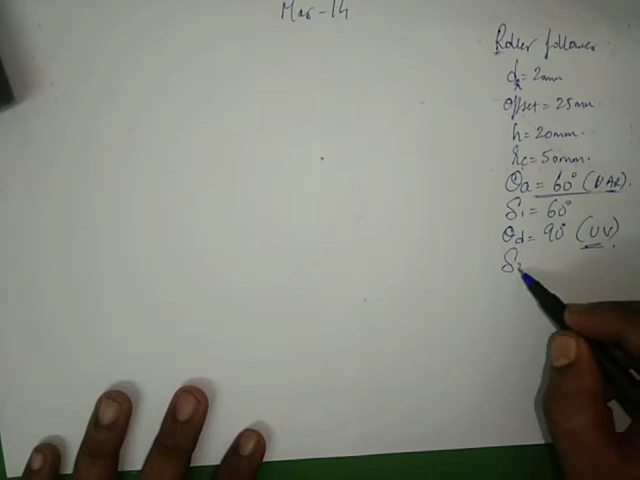 Mar-14
Roller follower
dR = 2mm
offset = 25mm
h = 20mm.
rc = 50mm.
θa = 60° (UAR).
δ1 = 60°
θd = 90° (UV).
δ2